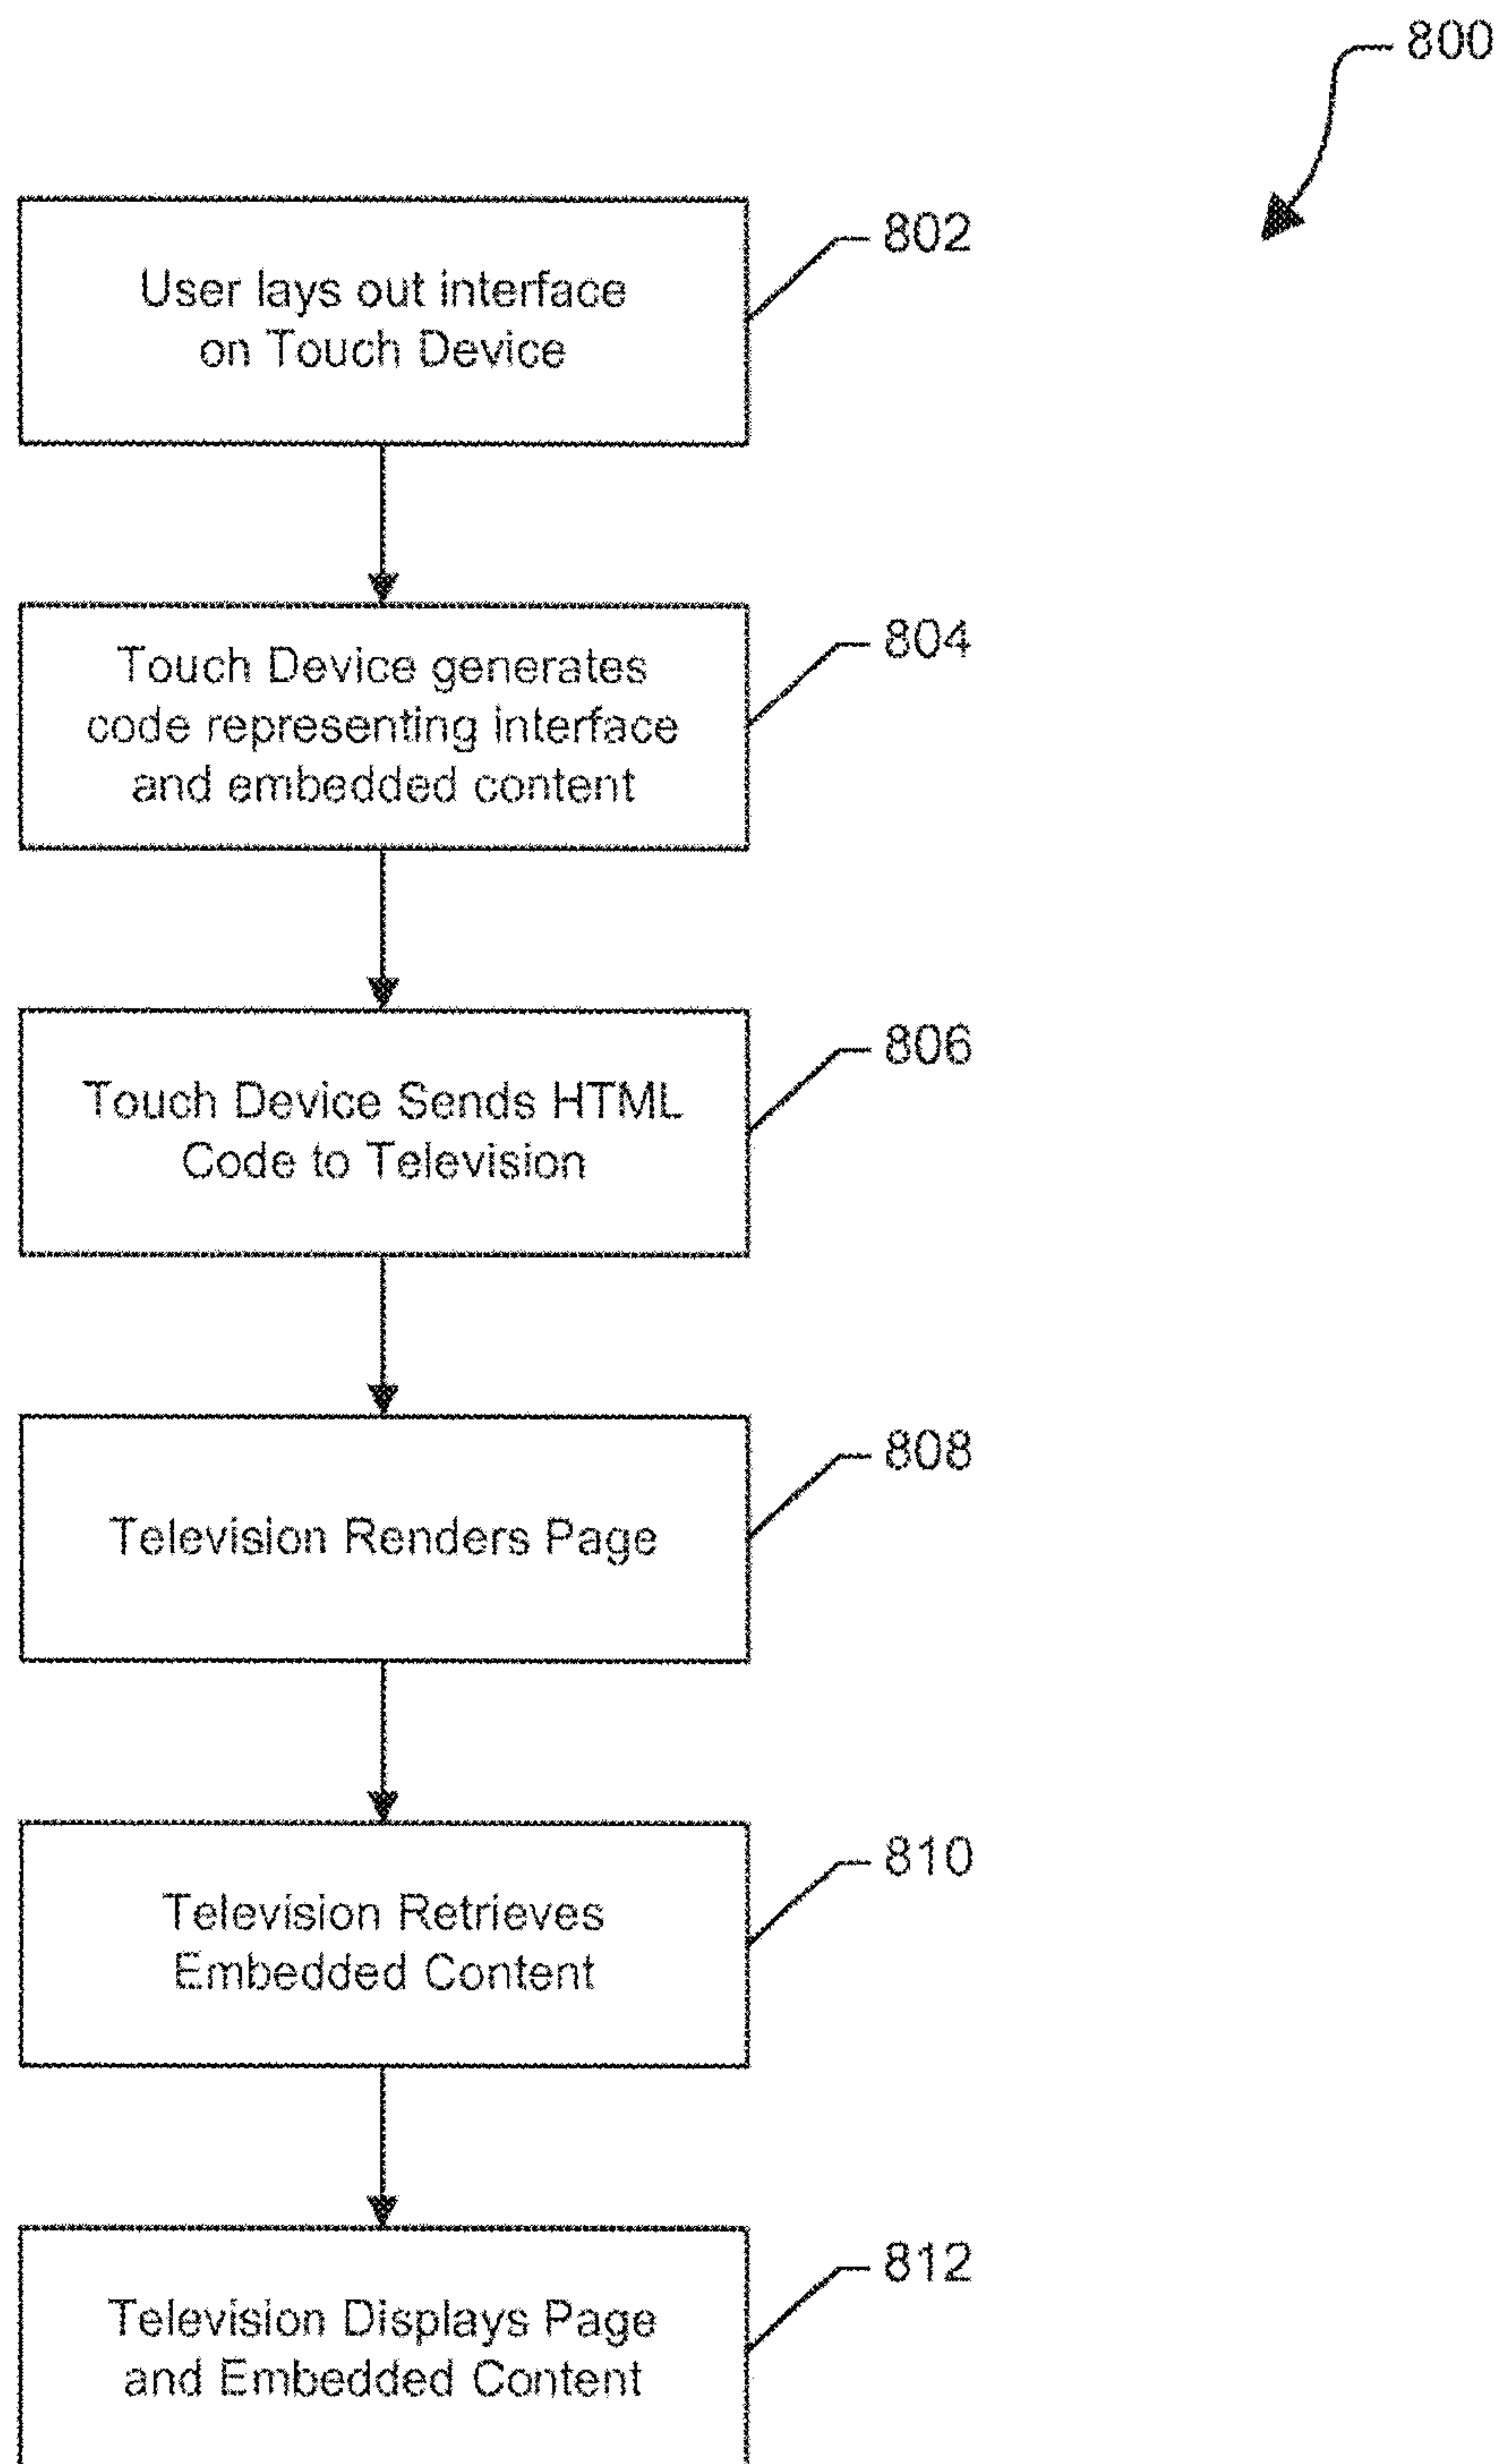 800
User lays out interface
on Touch Device
802
Touch Device generates
code representing interface
and embedded content
804
Touch Device Sends HTML
Code to Television
806
Television Renders Page
808
Television Retrieves
Embedded Content
810
Television Displays Page
and Embedded Content
812